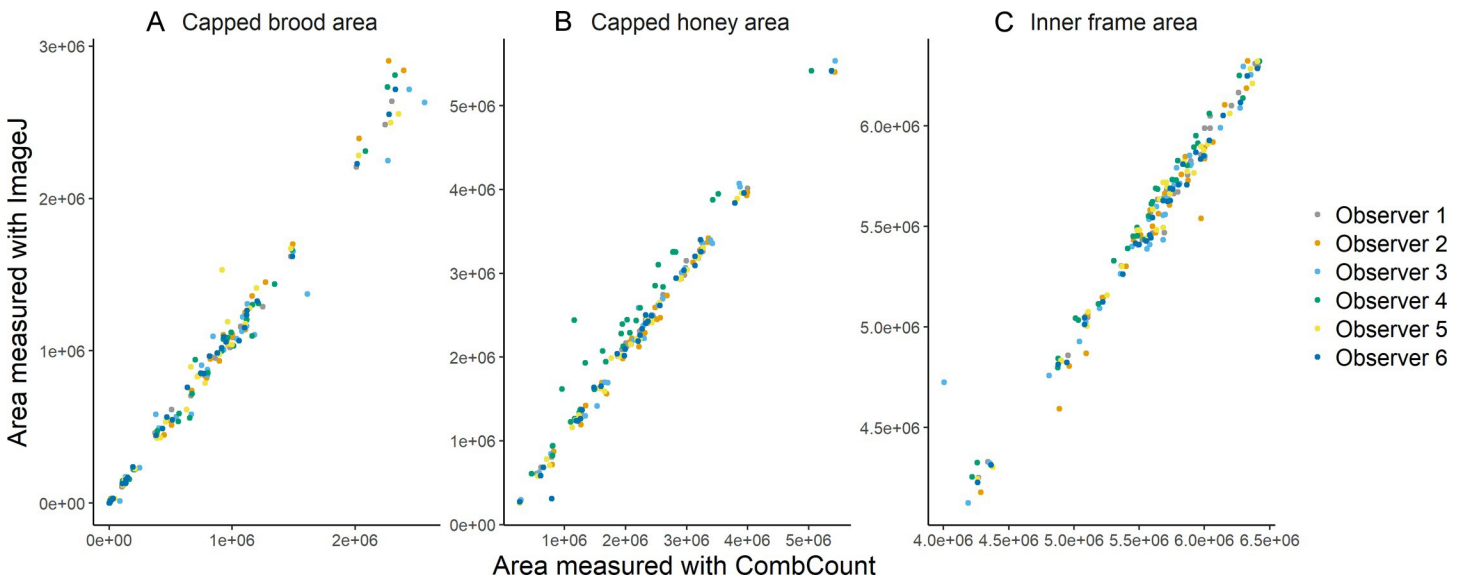 A Capped brood area
B Capped honey area
C Inner frame area
Area measured with ImageJ
3e+06
2e+06
1e+06
0e+00
0e+00 1e+06 2e+06
5e+06
4e+06
3e+06
2e+06
1e+06
0e+00
1e+06 2e+06 3e+06 4e+06 5e+06
6.0e+06
5.5e+06
5.0e+06
4.5e+06
4.0e+06 4.5e+06 5.0e+06 5.5e+06 6.0e+06 6.5e+06
Area measured with CombCount
Observer 1
Observer 2
Observer 3
Observer 4
Observer 5
Observer 6